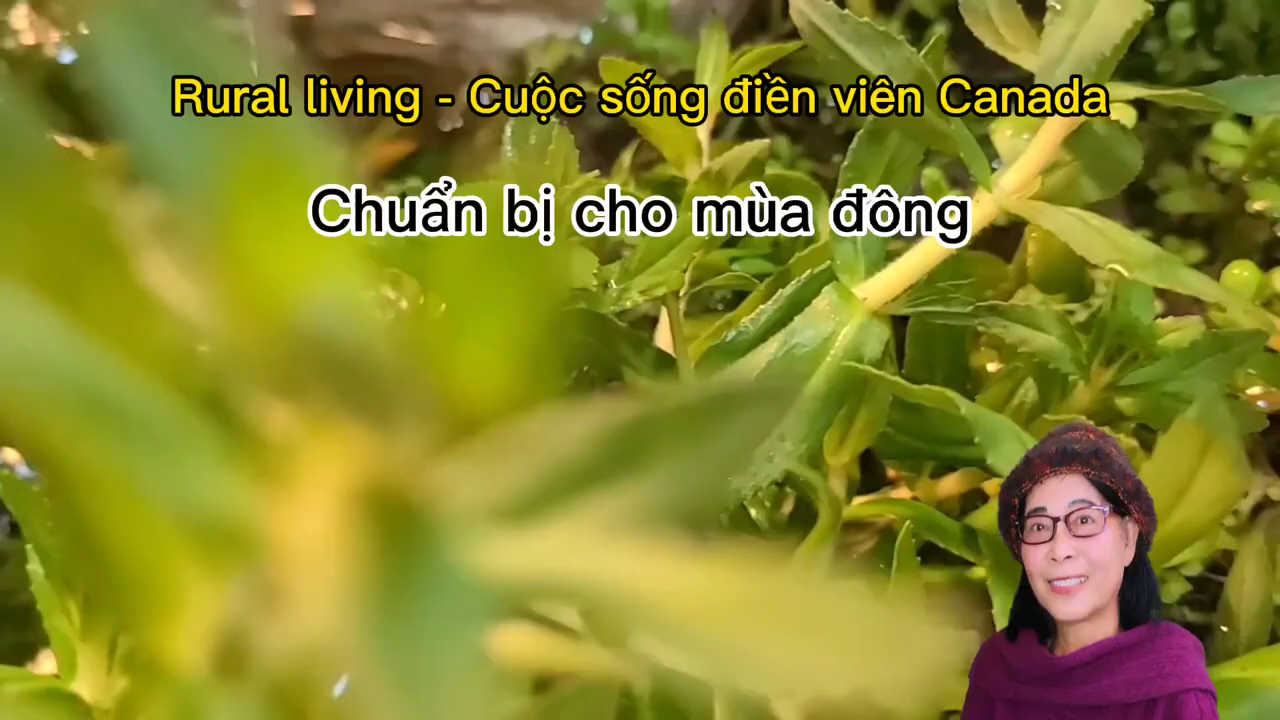 Rural living - Cuộc sống điền viên Canada
Chuẩn bị cho mùa đông